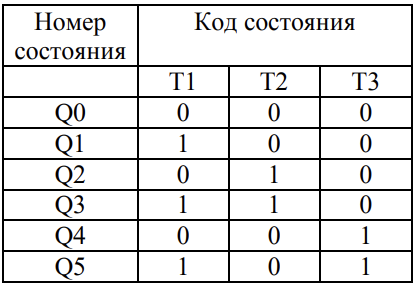 Номер состояния Код состояния
T1 T2 T3
Q0 0 0 0
Q1 1 0 0
Q2 0 1 0
Q3 1 1 0
Q4 0 0 1
Q5 1 0 1